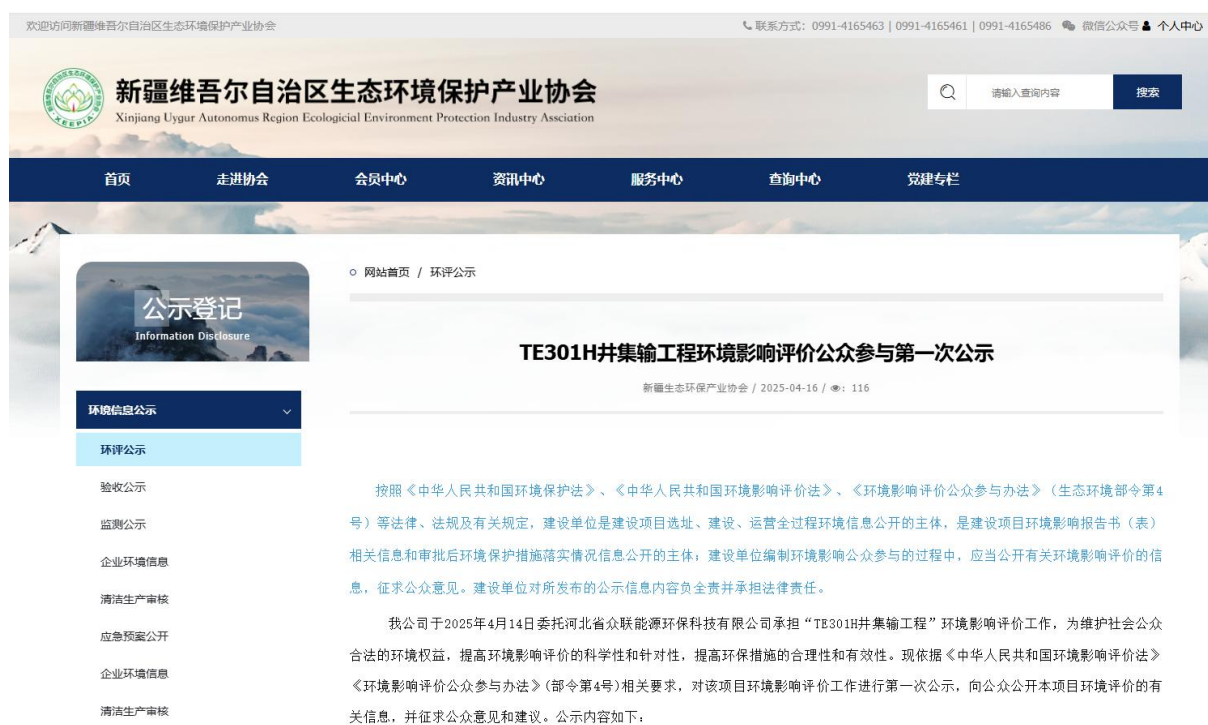 欢迎访问新疆维吾尔自治区生态环境保护产业协会
联系方式：0991-4165463 | 0991-4165461 | 0991-4165486 微信公众号 个人中心
新疆维吾尔自治区生态环境保护产业协会
Xinjiang Uygur Autonomus Region Ecologicial Environment Protection Industry Assciation
XEEPIA
请输入查询内容
搜索
首页 走进协会 会员中心 资讯中心 服务中心 查询中心 党建专栏
公示登记
Information Disclosure
环境信息公示
环评公示
验收公示
监测公示
企业环境信息
清洁生产审核
应急预案公开
企业环境信息
清洁生产审核
网站首页 / 环评公示
TE301H井集输工程环境影响评价公众参与第一次公示
新疆生态环保产业协会 / 2025-04-16 / : 116
按照《中华人民共和国环境保护法》、《中华人民共和国环境影响评价法》、《环境影响评价公众参与办法》（生态环境部令第4
号）等法律、法规及有关规定，建设单位是建设项目选址、建设、运营全过程环境信息公开的主体，是建设项目环境影响报告书（表）
相关信息和审批后环境保护措施落实情况信息公开的主体；建设单位编制环境影响公众参与的过程中，应当公开有关环境影响评价的信
息，征求公众意见。建设单位对所发布的公示信息内容负全责并承担法律责任。
我公司于2025年4月14日委托河北省众联能源环保科技有限公司承担“TE301H井集输工程”环境影响评价工作，为维护社会公众
合法的环境权益，提高环境影响评价的科学性和针对性，提高环保措施的合理性和有效性。现依据《中华人民共和国环境影响评价法》
《环境影响评价公众参与办法》(部令第4号)相关要求，对该项目环境影响评价工作进行第一次公示，向公众公开本项目环境评价的有
关信息，并征求公众意见和建议。公示内容如下：